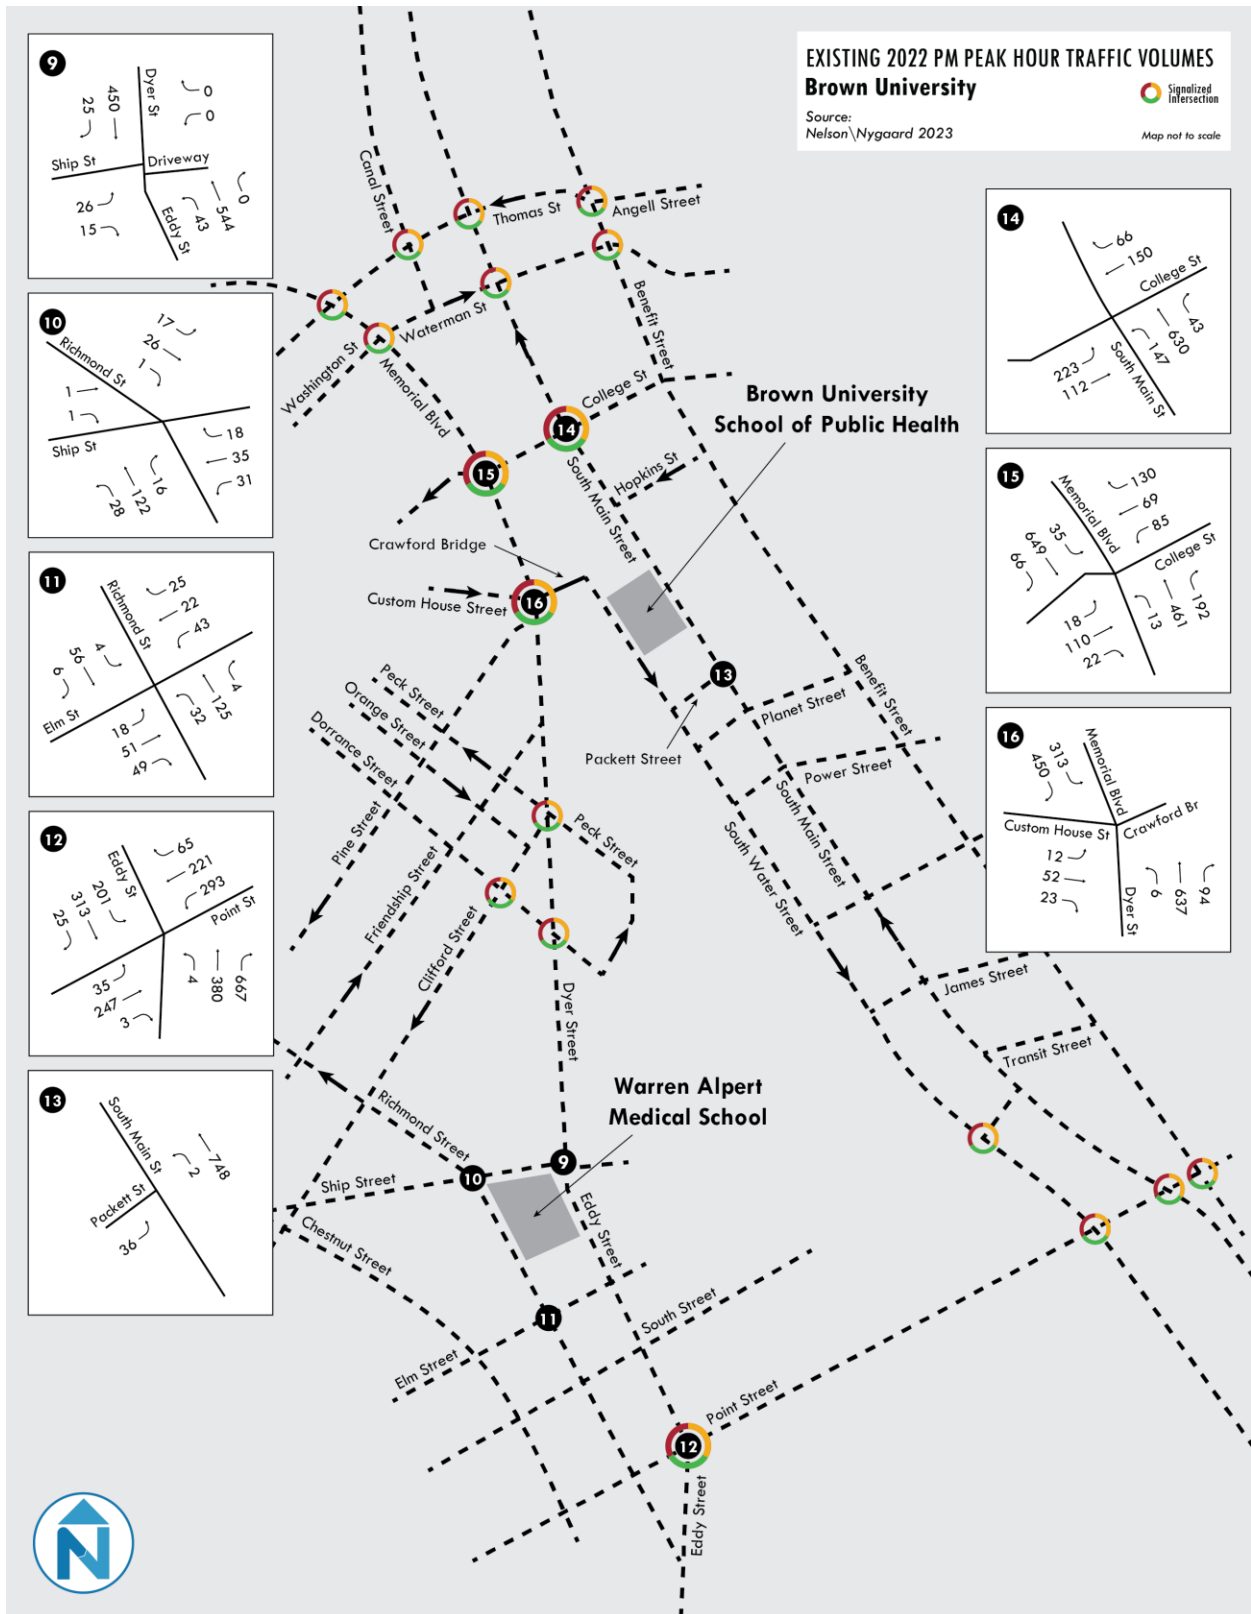 EXISTING 2022 PM PEAK HOUR TRAFFIC VOLUMES
Brown University
Source:
Nelson\Nygaard 2023
Signalized
Intersection
Map not to scale
9
Dyer St
450
25
0
0
Ship St
Driveway
26
15
Eddy St
43
544
0
10
Richmond St
17
26
1
1
1
Ship St
18
35
31
28
122
16
11
Richmond St
25
22
43
4
56
6
Elm St
18
51
49
32
125
4
12
Eddy St
65
221
293
201
313
25
Point St
35
247
3
4
380
667
13
South Main St
748
2
Packett St
36
14
66
150
College St
223
112
147
630
43
South Main St
15
Memorial Blvd
130
69
85
35
649
66
College St
18
110
22
13
461
192
16
Memorial Blvd
313
450
Custom House St
Crawford Br
12
52
23
Dyer St
6
637
94
Canal Street
Thomas St
Angell Street
Waterman St
Benefit Street
Washington St
Memorial Blvd
College St
Brown University
School of Public Health
14
15
Hopkins St
South Main Street
Crawford Bridge
Custom House Street
16
13
Peck Street
Orange Street
Dorrance Street
Packett Street
Planet Street
Benefit Street
Power Street
South Main Street
South Water Street
Pine Street
Friendship Street
Clifford Street
Peck Street
Dyer Street
James Street
Transit Street
Warren Alpert
Medical School
Richmond Street
Ship Street
10
9
Chestnut Street
Eddy Street
11
Elm Street
South Street
Point Street
12
Eddy Street
N